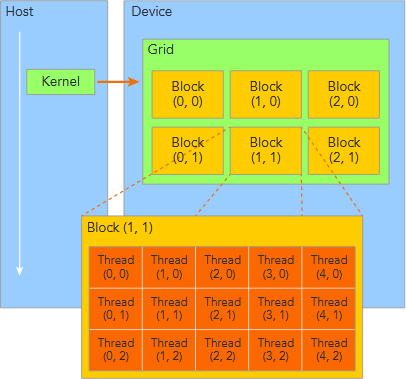 Host
Device
Grid
Kernel
Block
(0, 0)
Block
(1, 0)
Block
(2, 0)
Block
(0, 1)
Block
(1, 1)
Block
(2, 1)
Block (1, 1)
Thread
(0, 0)
Thread
(1, 0)
Thread
(2, 0)
Thread
(3, 0)
Thread
(4, 0)
Thread
(0, 1)
Thread
(1, 1)
Thread
(2, 1)
Thread
(3, 1)
Thread
(4, 1)
Thread
(0, 2)
Thread
(1, 2)
Thread
(2, 2)
Thread
(3, 2)
Thread
(4, 2)